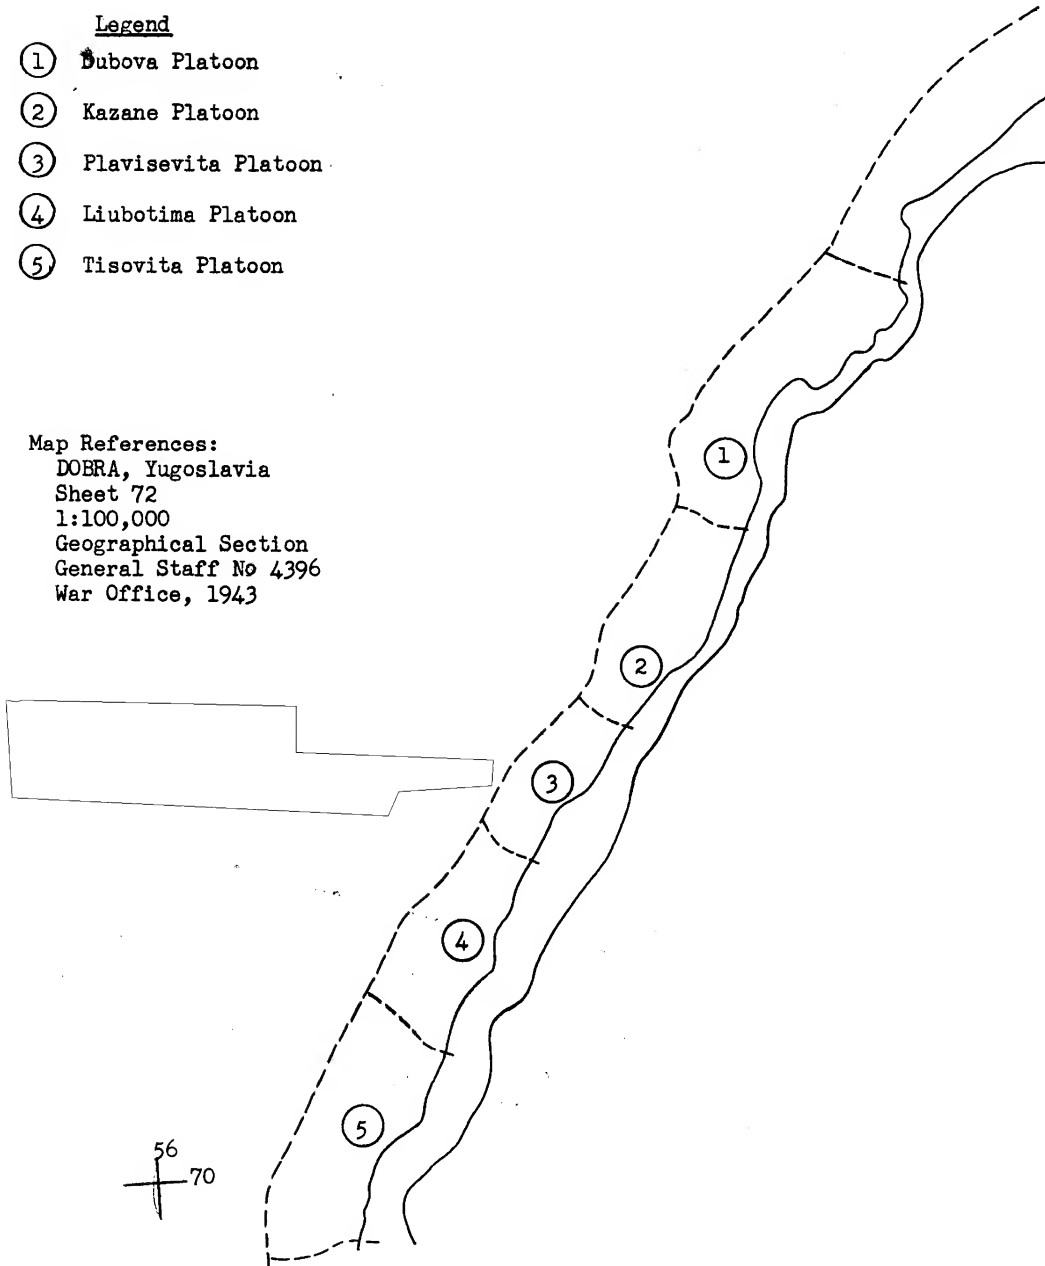 Legend
1 Dubova Platoon
2 Kazane Platoon
3 Plavisevita Platoon
4 Liubotima Platoon
5 Tisovita Platoon
Map References:
DOBRA, Yugoslavia
Sheet 72
1:100,000
Geographical Section
General Staff No 4396
War Office, 1943
1
2
3
4
5
56
70